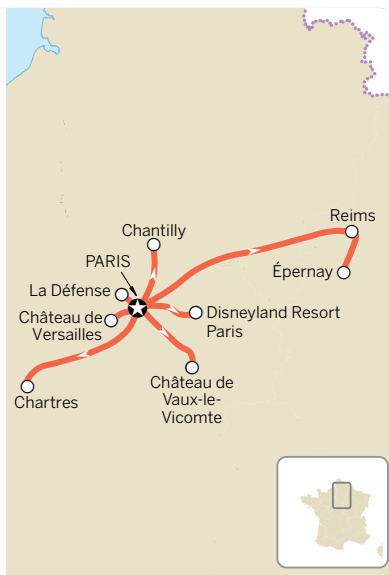 Reims
Chantilly
PARIS
Épernay
La Défense
Disneyland Resort
Paris
Château de
Versailles
Château de
Vaux-le-
Vicomte
Chartres